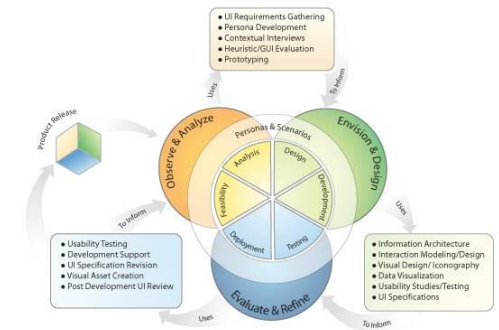 ● UI Requirements Gathering
● Persona Development
● Contextual Interviews
● Heuristic/GUI Evaluation
● Prototyping
Uses
To Inform
Product Release
Observe & Analyze
Personas & Scenarios
Envision & Design
Analysis
Design
Feasibility
Development
Deployment
Testing
To Inform
Uses
● Usability Testing
● Development Support
● UI Specification Revision
● Visual Asset Creation
● Post Development UI Review
● Information Architecture
● Interaction Modeling/Design
● Visual Design/ Iconography
● Data Visualization
● Usability Studies/Testing
● UI Specifications
Evaluate & Refine
Uses
To Inform